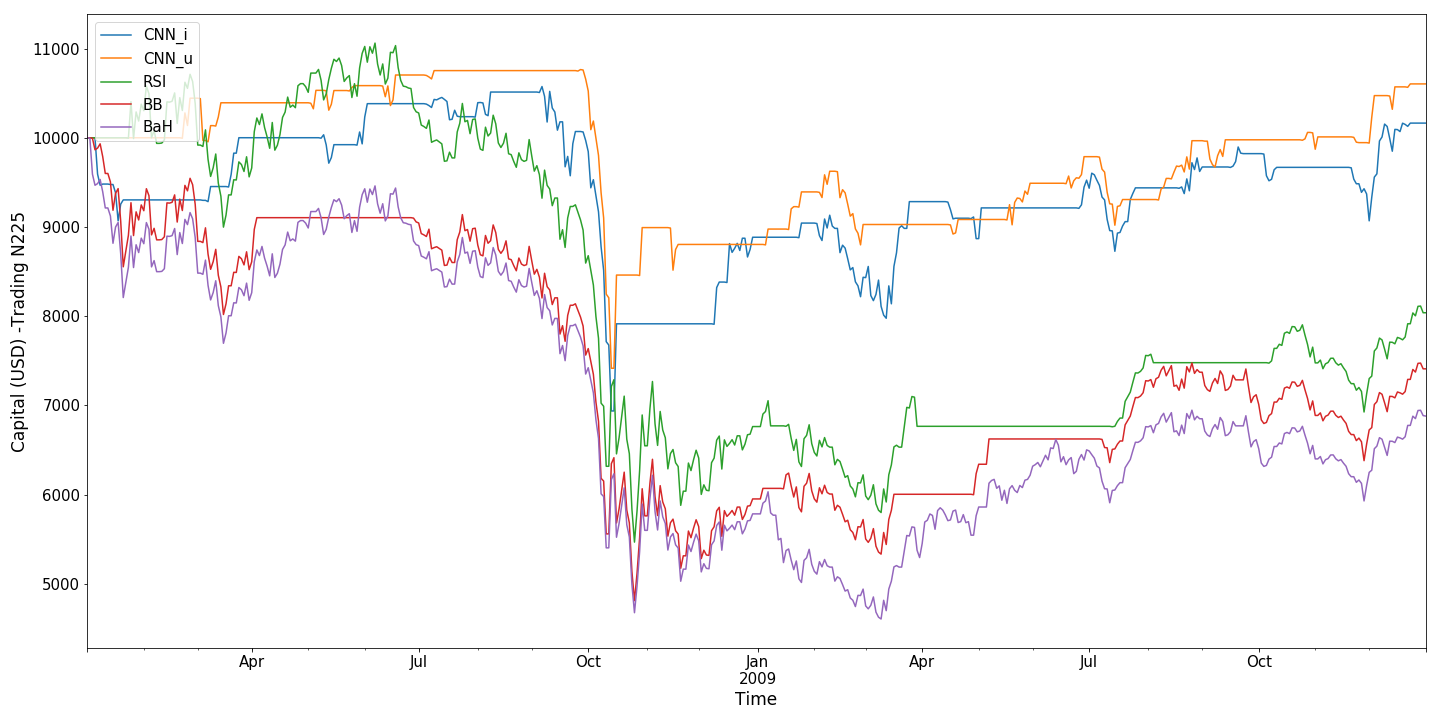 CNN_i
CNN_u
RSI
BB
BaH
11000
10000
9000
8000
7000
6000
5000
Capital (USD) -Trading N225
Apr Jul Oct Jan Apr Jul Oct
2009
Time